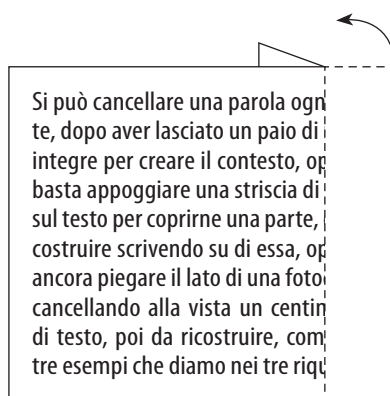 Si può cancellare una parola ogn
te, dopo aver lasciato un paio di
integre per creare il contesto, op
basta appoggiare una striscia di
sul testo per coprirne una parte,
costruire scrivendo su di essa, op
ancora piegare il lato di una foto
cancellando alla vista un centin
di testo, poi da ricostruire, com
tre esempi che diamo nei tre riqu